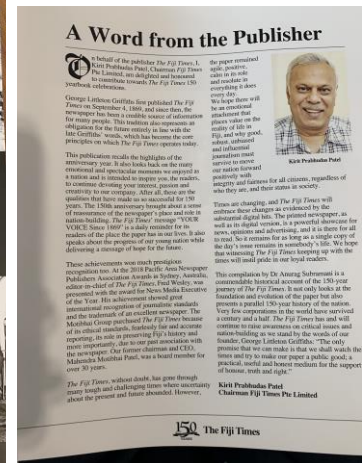 A Word from the Publisher
On behalf of the publisher The Fiji Times, I,
Kirit Prabhudas Patel, Chairman Fiji Times
Pte Limited, am delighted and honoured
to contribute towards The Fiji Times 150
yearbook celebrations.
George Littleton Griffiths first published The Fiji
Times on September 4, 1869, and since then, the
newspaper has been a credible source of information
for many people. This tradition also represents an
obligation for the future entirely in line with the
late Griffiths' words, which has become the core
principles on which The Fiji Times operates today.
This publication recalls the highlights of the
anniversary year. It also looks back on the many
emotional and spectacular moments we enjoyed as
a nation and is intended to inspire you, the readers,
to continue devoting your interest, passion and
creativity to our company. After all, these are the
qualities that have made us so successful for 150
years. The 150th anniversary brought about a sense
of reassurance of the newspaper's place and role in
nation-building. The Fiji Times' message "YOUR
VOICE Since 1869" is a daily reminder for its
readers of the place the paper has in our lives. It also
speaks about the progress of our young nation while
delivering a message of hope for the future.
These achievements won much prestigious
recognition too. At the 2018 Pacific Area Newspaper
Publishers Association Awards in Sydney, Australia,
editor-in-chief of The Fiji Times, Fred Wesley, was
presented with the award for News Media Executive
of the Year. His achievement showed great
international recognition of journalistic standards
and the trademark of an excellent newspaper. The
Motibhai Group purchased The Fiji Times because
of its ethical standards, fearlessly fair and accurate
reporting, its role in preserving Fiji's history and
more importantly, due to our past association with
the newspaper. Our former chairman and CEO,
Mahendra Motibhai Patel, was a board member for
over 30 years.
The Fiji Times, without doubt, has gone through
many tough and challenging times where uncertainty
about the present and future abounded. However,
the paper remained
agile, positive,
calm in its role
and resolute in
everything it does
every day.
We hope there will
be an emotional
attachment that
places value on the
reality of life in
Fiji, and why good,
robust, unbiased
and influential
journalism must
survive to move
our nation forward
positively with
integrity and fairness for all citizens, regardless of
who they are, and their status in society.
Kirit Prabhudas Patel
Times are changing, and The Fiji Times will
embrace these changes as evidenced by the
substantial digital bits. The printed newspaper, as
well as its digital version, is a powerful showcase for
news, opinions and advertising, and it is there for all
to read. So it remains for as long as a single copy of
the day's issue remains in somebody's life. We hope
that witnessing The Fiji Times keeping up with the
times will instil pride in our loyal readers.
This compilation by Dr Anurag Subramani is a
commendable historical account of the 150-year
journey of The Fiji Times. It not only looks at the
foundation and evolution of the paper but also
presents a parallel 150-year history of the nation.
Very few corporations in the world have survived
a century and a half. The Fiji Times has and will
continue to raise awareness on critical issues and
nation-building as we stand by the words of our
founder, George Littleton Griffiths: "The only
promise that we can make is that we shall watch the
times and try to make our paper a public good; a
practical, useful and honest medium for the support
of honour, truth and right."
Kirit Prabhudas Patel
Chairman Fiji Times Pte Limited
150 The Fiji Times